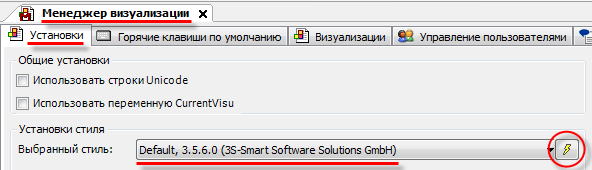 Менеджер визуализации
Установки Горячие клавиши по умолчанию Визуализации Управление пользователями
Общие установки
Использовать строки Unicode
Использовать переменную CurrentVisu
Установки стиля
Выбранный стиль: Default, 3.5.6.0 (3S-Smart Software Solutions GmbH)